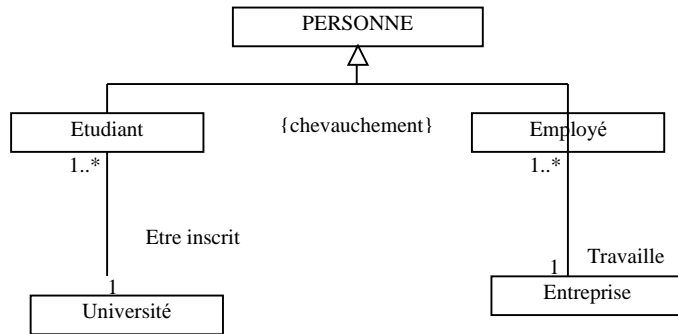 PERSONNE
Etudiant
{chevauchement}
Employé
1..*
1..*
Etre inscrit
Travaille
1
1
Université
Entreprise